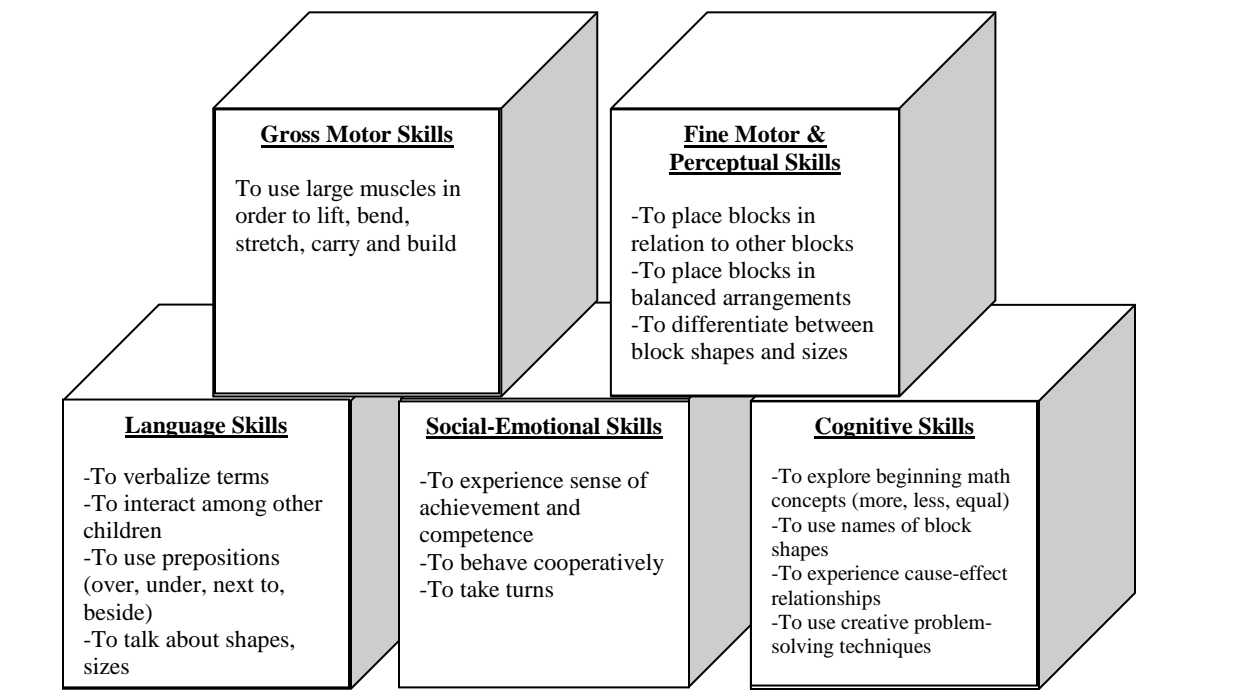 Gross Motor Skills
To use large muscles in
order to lift, bend,
stretch, carry and build
Fine Motor &
Perceptual Skills
-To place blocks in
relation to other blocks
-To place blocks in
balanced arrangements
-To differentiate between
block shapes and sizes
Language Skills
-To verbalize terms
-To interact among other
children
-To use prepositions
(over, under, next to,
beside)
-To talk about shapes,
sizes
Social-Emotional Skills
-To experience sense of
achievement and
competence
-To behave cooperatively
-To take turns
Cognitive Skills
-To explore beginning math
concepts (more, less, equal)
-To use names of block
shapes
-To experience cause-effect
relationships
-To use creative problem-
solving techniques